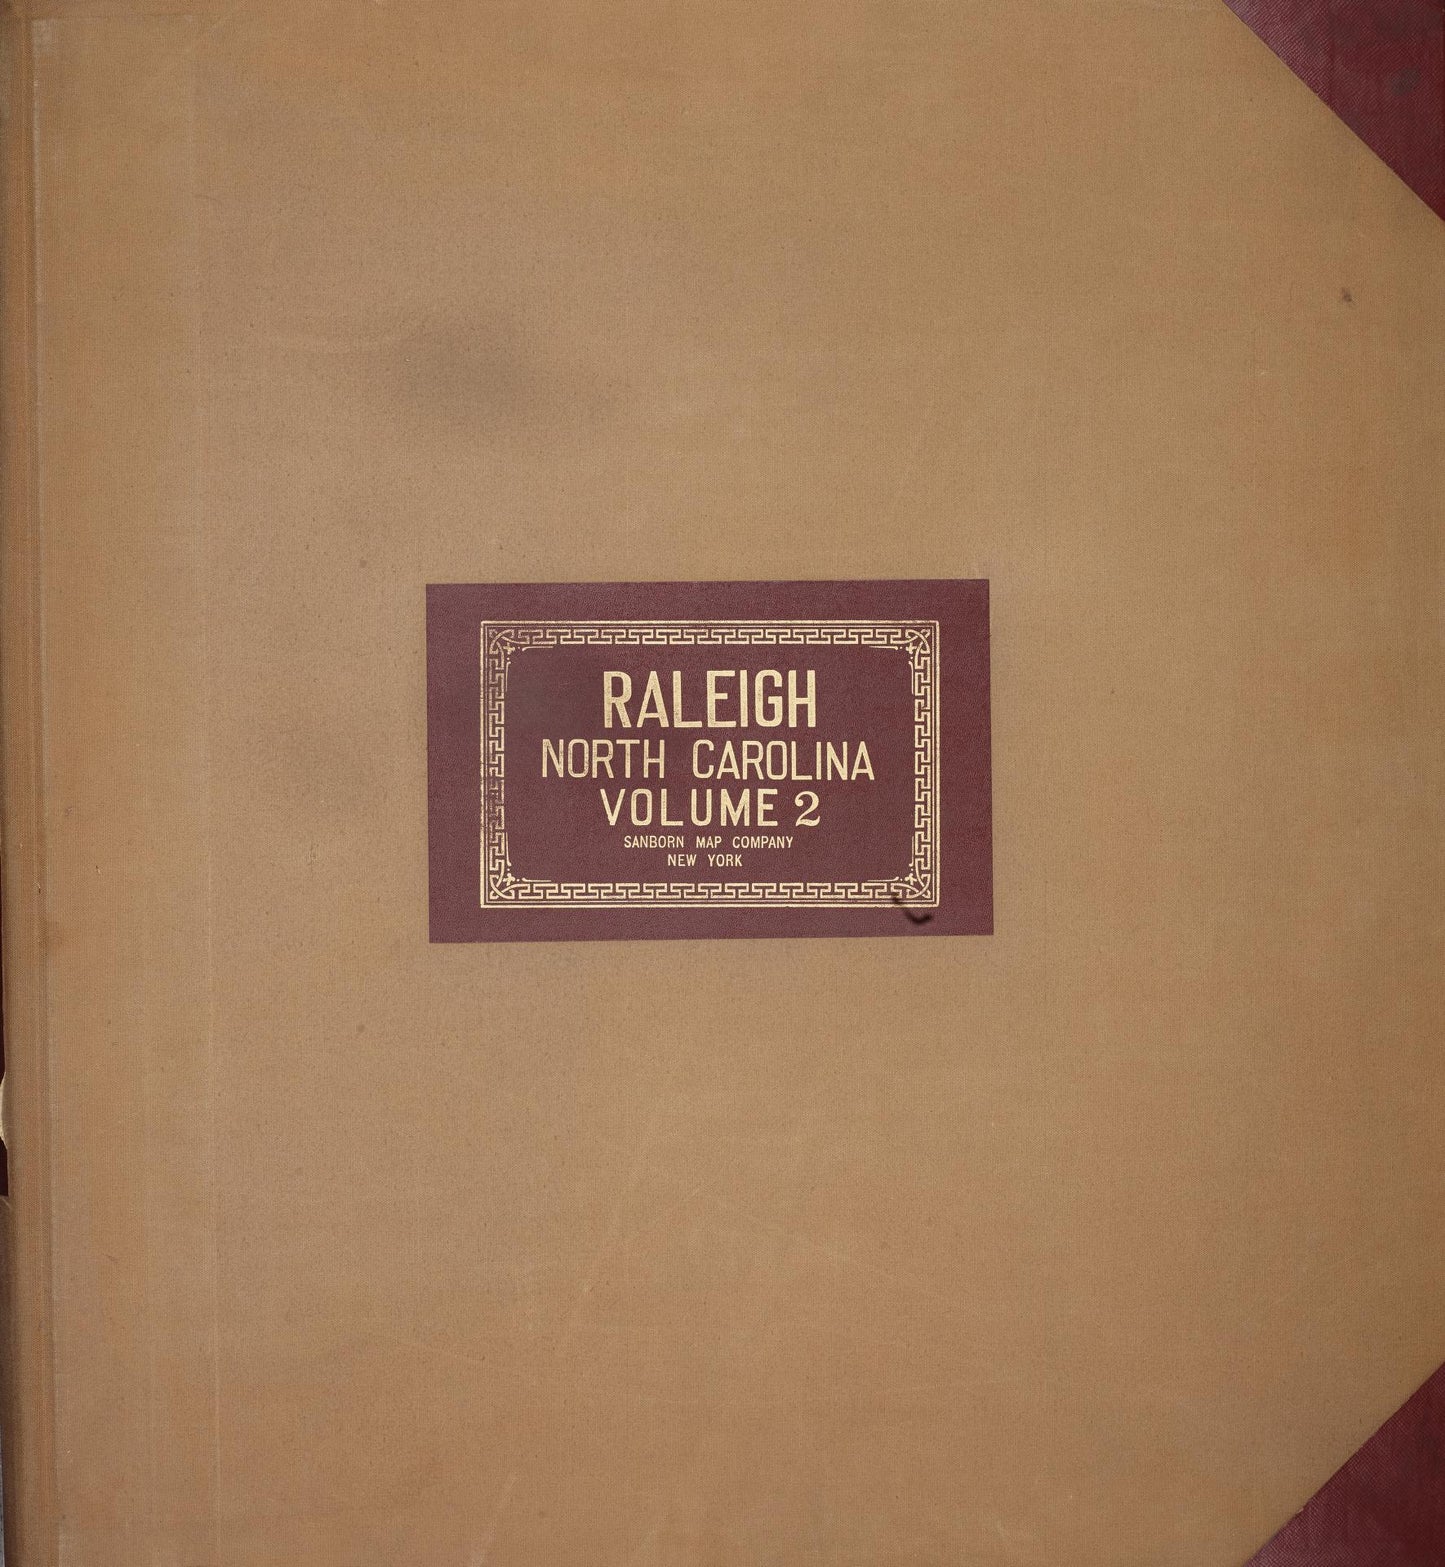 RALEIGH
NORTH CAROLINA
VOLUME 2
SANBORN MAP COMPANY
NEW YORK